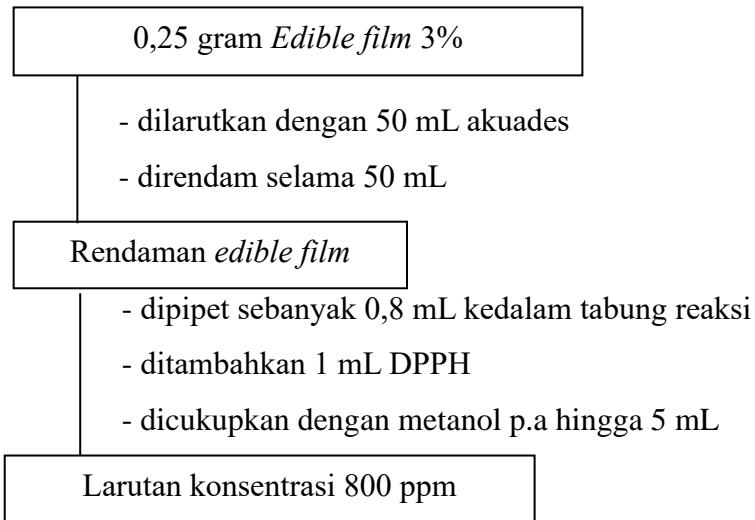 0,25 gram Edible film 3%
- dilarutkan dengan 50 mL akuades
- direndam selama 50 mL
Rendaman edible film
- dipipet sebanyak 0,8 mL kedalam tabung reaksi
- ditambahkan 1 mL DPPH
- dicukupkan dengan metanol p.a hingga 5 mL
Larutan konsentrasi 800 ppm